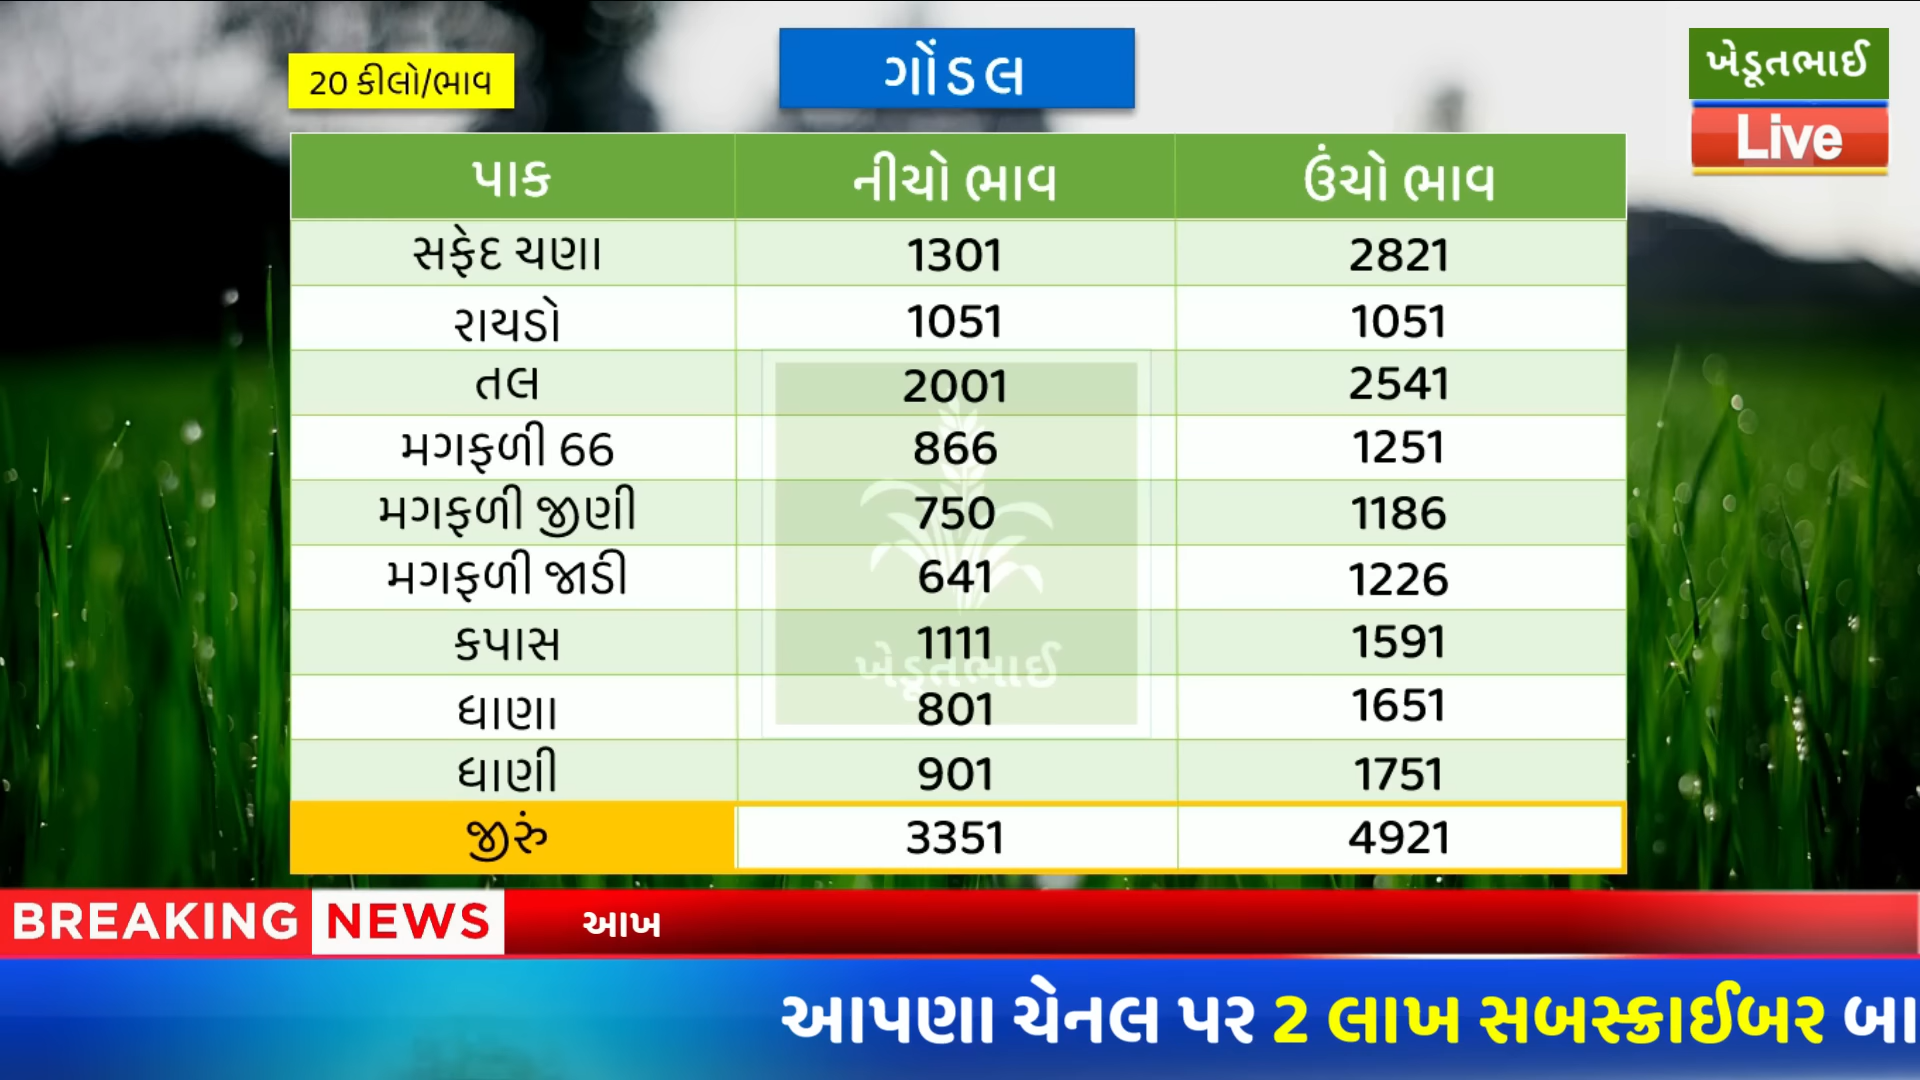 20 કીલો/ભાવ
ગોંડલ
ખેડૂતભાઈ
Live
પાક નીચો ભાવ ઉંચો ભાવ
સફેદ ચણા 1301 2821
રાયડો 1051 1051
તલ 2001 2541
મગફળી 66 866 1251
મગફળી જીણી 750 1186
મગફળી જાડી 641 1226
કપાસ 1111 1591
ખેડૂતભાઈ
ધાણા 801 1651
ધાણી 901 1751
જીરું 3351 4921
BREAKING NEWS આખ
આપણા ચેનલ પર 2 લાખ સબસ્ક્રાઈબર બા